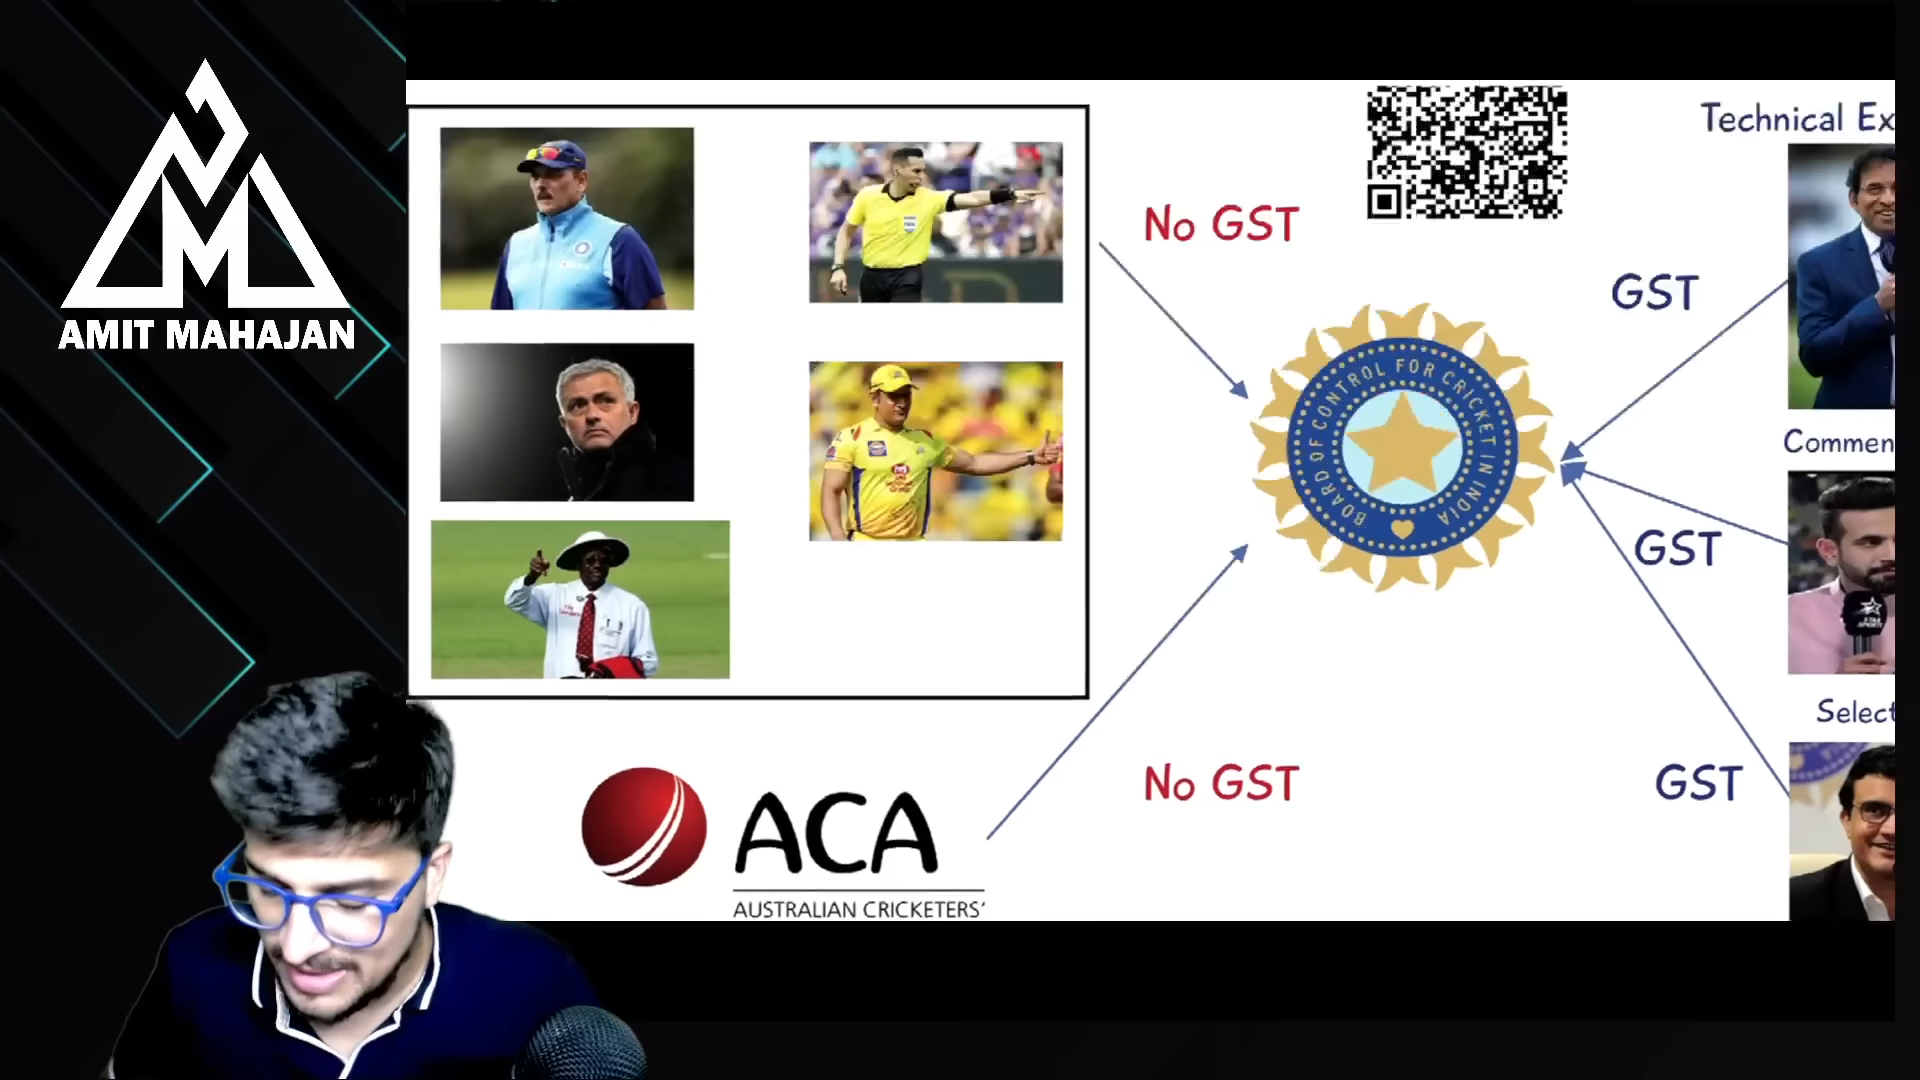 AMIT MAHAJAN
Technical Ex
No GST
GST
BOARD OF CONTROL FOR CRICKET IN INDIA
Commen
GST
Select
No GST
GST
ACA
AUSTRALIAN CRICKETERS’